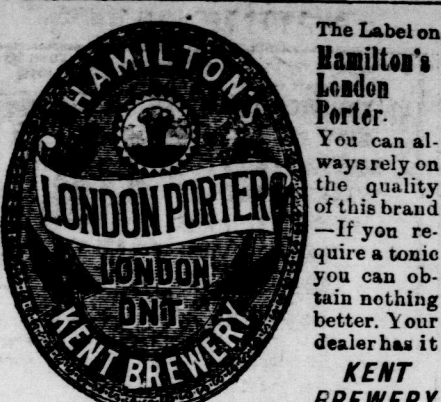 HAMILTON'S
LONDON PORTER
LONDON
ONT
KENT BREWERY
The Label on
Hamilton's
London
Porter.
You can al-
ways rely on
the quality
of this brand
—If you re-
quire a tonic
you can ob-
tain nothing
better. Your
dealer has it
KENT
BREWERY